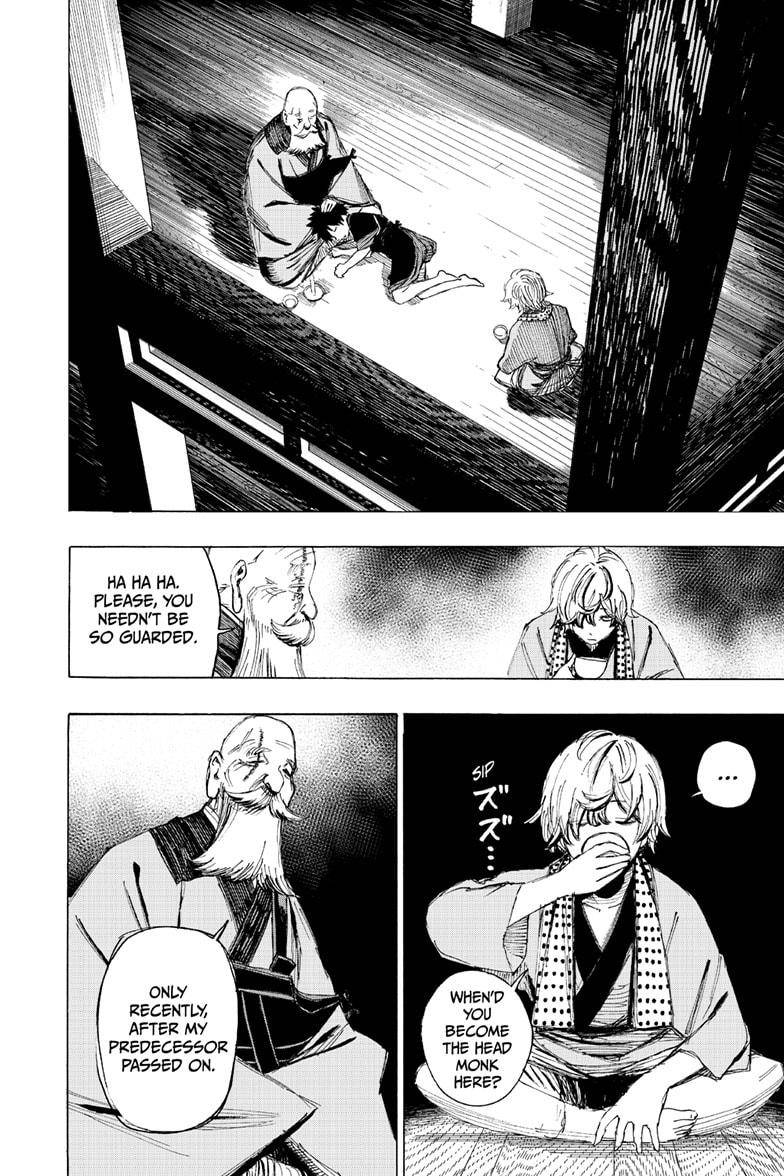 HA HA HA.
PLEASE, YOU
NEEDN'T BE
SO GUARDED.
...
SIP
ズズ...
WHEN'D
YOU
BECOME
THE HEAD
MONK
HERE?
ONLY
RECENTLY,
AFTER MY
PREDECESSOR
PASSED ON.